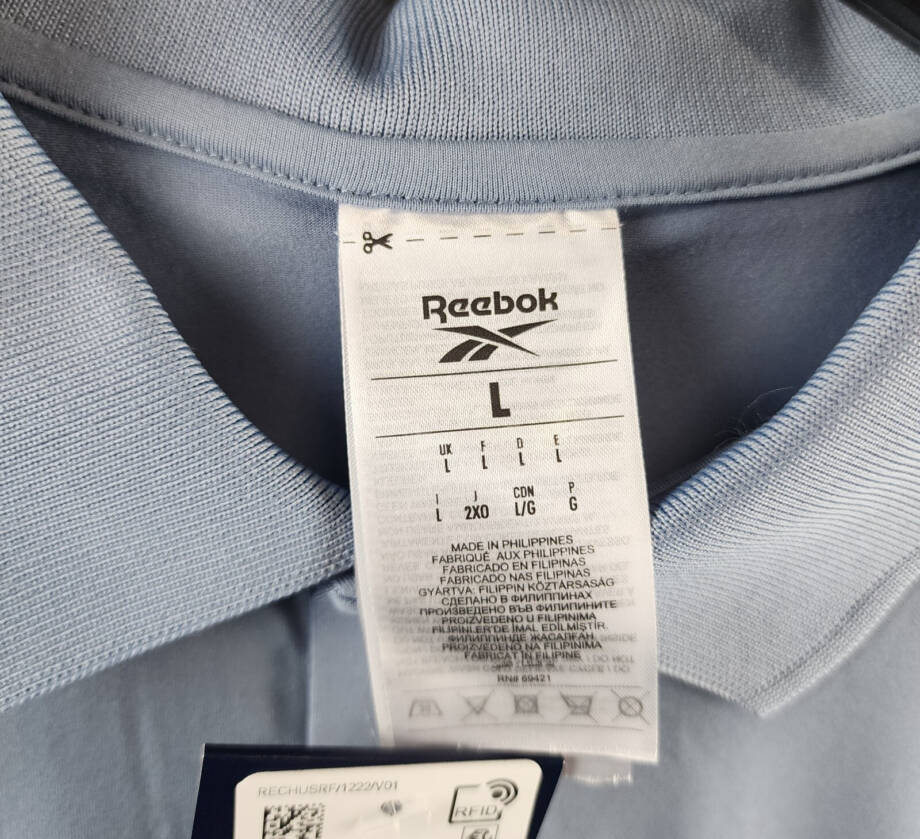 Reebok
L
UK F D E
L L L L
I J CDN P
L 2XO L/G G
MADE IN PHILIPPINES
FABRIQUÉ AUX PHILIPPINES
FABRICADO EN FILIPINAS
FABRICADO NAS FILIPINAS
GYÁRTVA: FILIPPIN KÖZTÁRSASÁG
СДЕЛАНО В ФИЛИППИНАХ
ПРОИЗВЕДЕНО ВЪВ ФИЛИПИНИТЕ
PROIZVEDENO U FILIPINIMA
FILIPINLER'DE IMAL EDILMIŞTIR.
ФИЛИППИНДЕ ЖАСАЛҒАН
PROIZVEDENO NA FILIPINIMA
FABRICAT ÎN FILIPINE
RN# 69421
RECHUSRF/1222/V01
RFID